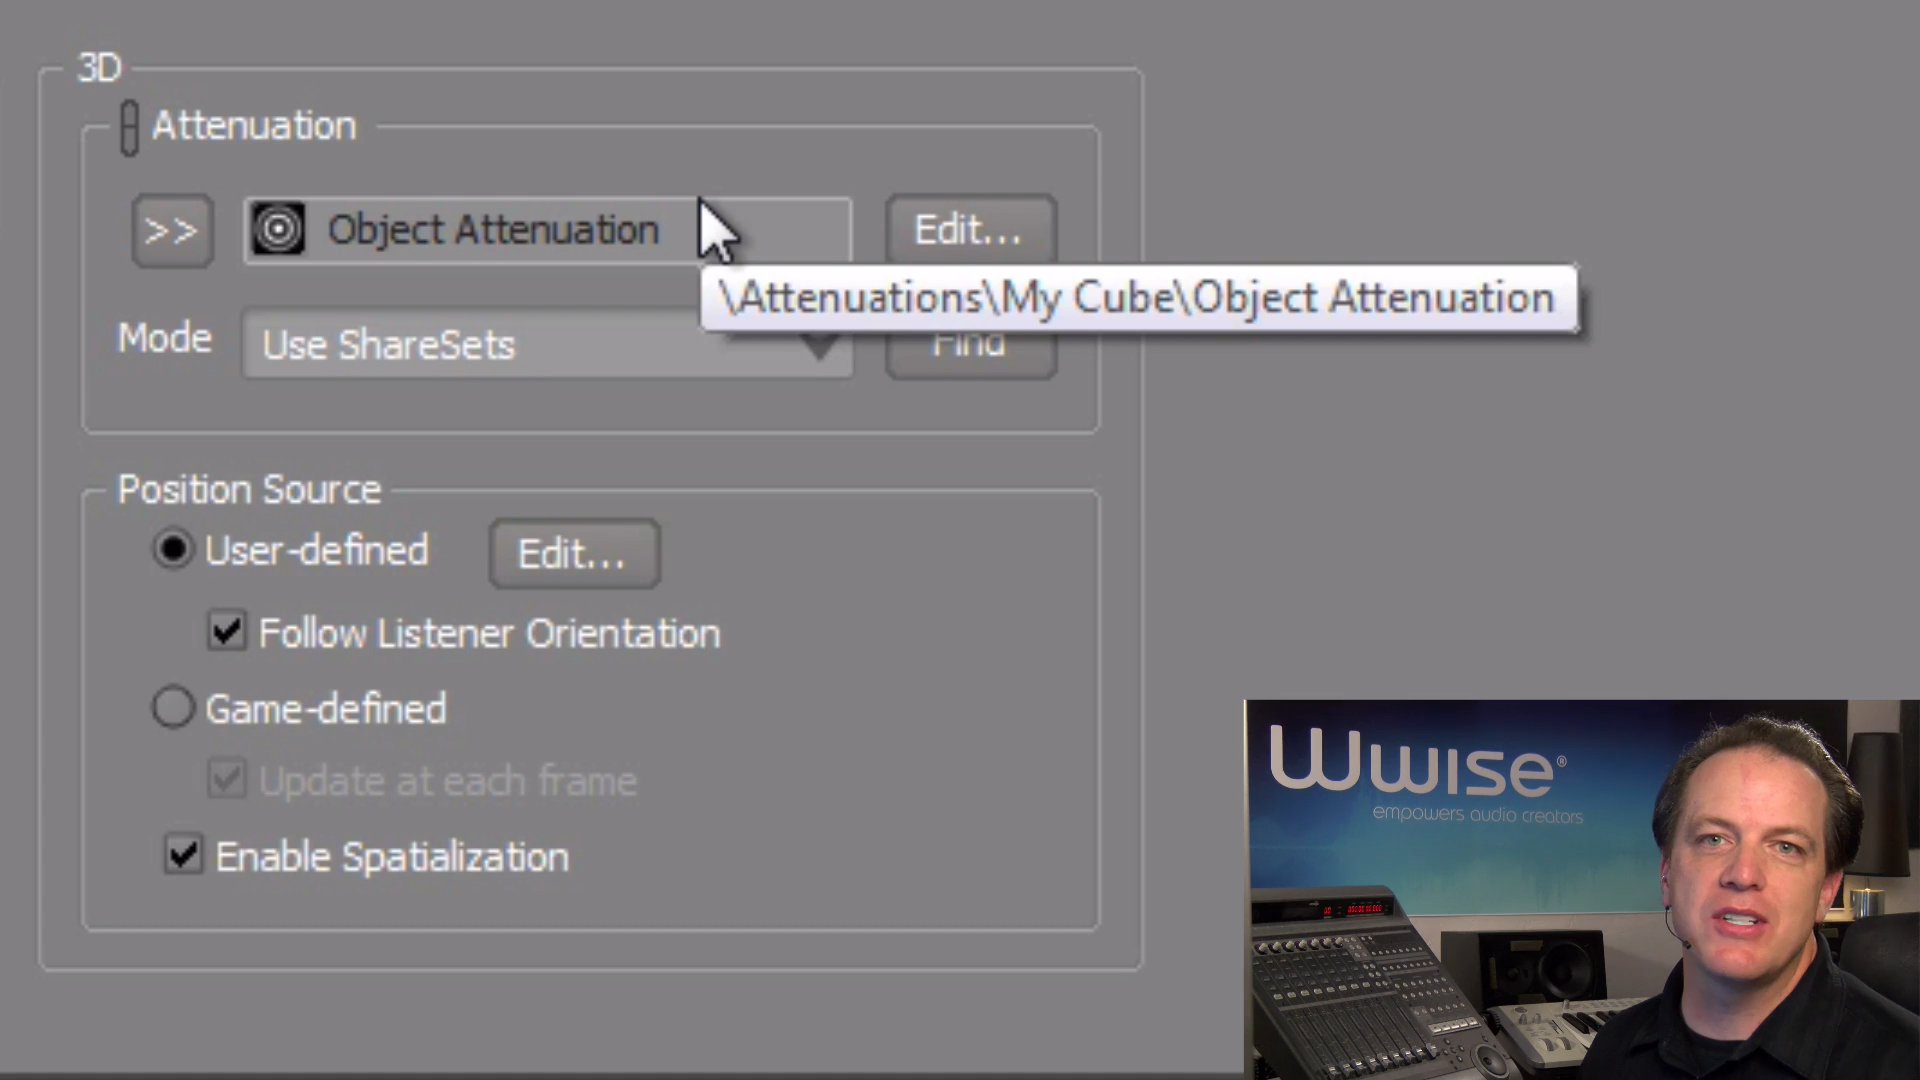 3D
Attenuation
>>
Object Attenuation
Edit...
\Attenuations\My Cube\Object Attenuation
Mode
Use ShareSets
Find
Position Source
User-defined
Edit...
Follow Listener Orientation
Game-defined
Update at each frame
Enable Spatialization
Wwise®
empowers audio creators